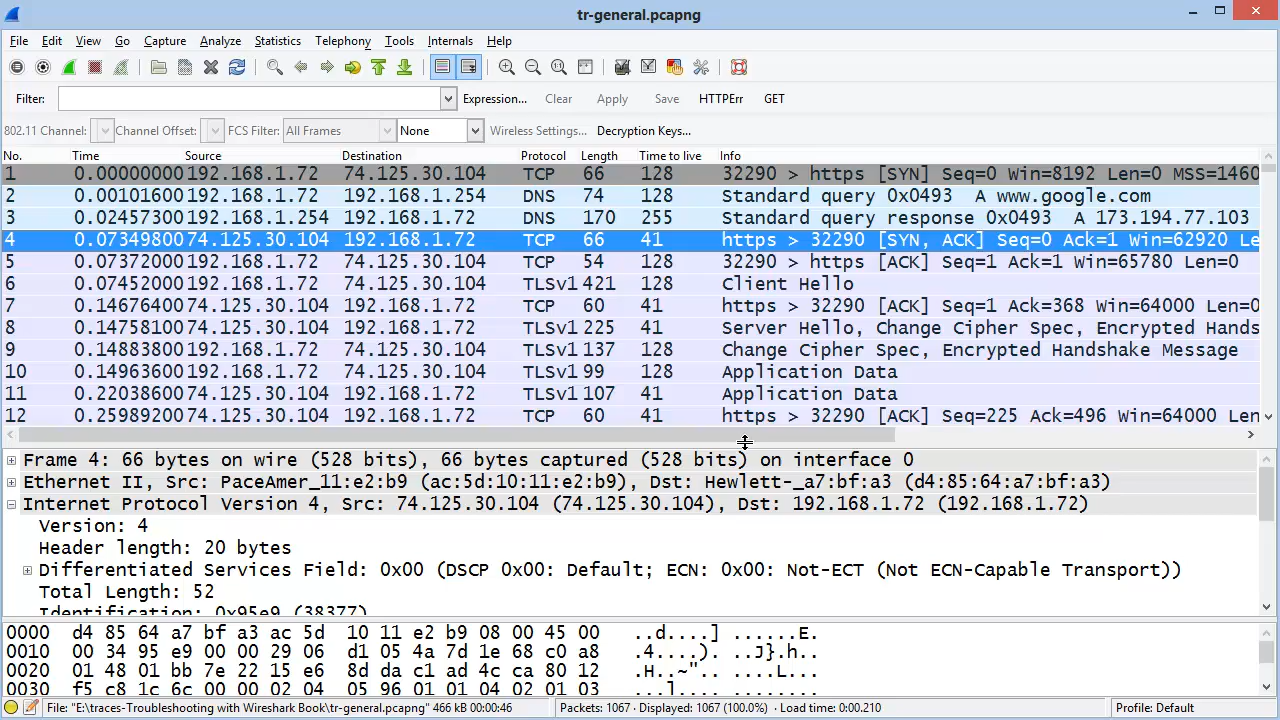 tr-general.pcapng
File Edit View Go Capture Analyze Statistics Telephony Tools Internals Help
Filter: Expression... Clear Apply Save HTTPErr GET
802.11 Channel: Channel Offset: FCS Filter: All Frames None Wireless Settings... Decryption Keys...
No. Time Source Destination Protocol Length Time to live Info
1 0.00000000 192.168.1.72 74.125.30.104 TCP 66 128 32290 > https [SYN] Seq=0 Win=8192 Len=0 MSS=1460
2 0.00101600 192.168.1.72 192.168.1.254 DNS 74 128 Standard query 0x0493 A www.google.com
3 0.02457300 192.168.1.254 192.168.1.72 DNS 170 255 Standard query response 0x0493 A 173.194.77.103
4 0.07349800 74.125.30.104 192.168.1.72 TCP 66 41 https > 32290 [SYN, ACK] Seq=0 Ack=1 Win=62920 Le
5 0.07372000 192.168.1.72 74.125.30.104 TCP 54 128 32290 > https [ACK] Seq=1 Ack=1 Win=65780 Len=0
6 0.07452000 192.168.1.72 74.125.30.104 TLSv1 421 128 Client Hello
7 0.14676400 74.125.30.104 192.168.1.72 TCP 60 41 https > 32290 [ACK] Seq=1 Ack=368 Win=64000 Len=0
8 0.14758100 74.125.30.104 192.168.1.72 TLSv1 225 41 Server Hello, Change Cipher Spec, Encrypted Hands
9 0.14883800 192.168.1.72 74.125.30.104 TLSv1 137 128 Change Cipher Spec, Encrypted Handshake Message
10 0.14963600 192.168.1.72 74.125.30.104 TLSv1 99 128 Application Data
11 0.22038600 74.125.30.104 192.168.1.72 TLSv1 107 41 Application Data
12 0.25989200 74.125.30.104 192.168.1.72 TCP 60 41 https > 32290 [ACK] Seq=225 Ack=496 Win=64000 Len
Frame 4: 66 bytes on wire (528 bits), 66 bytes captured (528 bits) on interface 0
Ethernet II, Src: PaceAmer_11:e2:b9 (ac:5d:10:11:e2:b9), Dst: Hewlett-_a7:bf:a3 (d4:85:64:a7:bf:a3)
Internet Protocol Version 4, Src: 74.125.30.104 (74.125.30.104), Dst: 192.168.1.72 (192.168.1.72)
Version: 4
Header length: 20 bytes
Differentiated Services Field: 0x00 (DSCP 0x00: Default; ECN: 0x00: Not-ECT (Not ECN-Capable Transport))
Total Length: 52
Identification: 0x95e9 (38377)
0000 d4 85 64 a7 bf a3 ac 5d 10 11 e2 b9 08 00 45 00 ..d....] ......E.
0010 00 34 95 e9 00 00 29 06 d1 05 4a 7d 1e 68 c0 a8 .4....). ..J}.h..
0020 01 48 01 bb 7e 22 15 e6 8d da c1 ad 4c ca 80 12 .H..~".. ....L...
0030 f5 c8 1c 6c 00 00 02 04 05 96 01 01 04 02 01 03 ...l.... ........
File: "E:\traces-Troubleshooting with Wireshark Book\tr-general.pcapng" 466 kB 00:00:46 Packets: 1067 · Displayed: 1067 (100.0%) · Load time: 0:00.210 Profile: Default